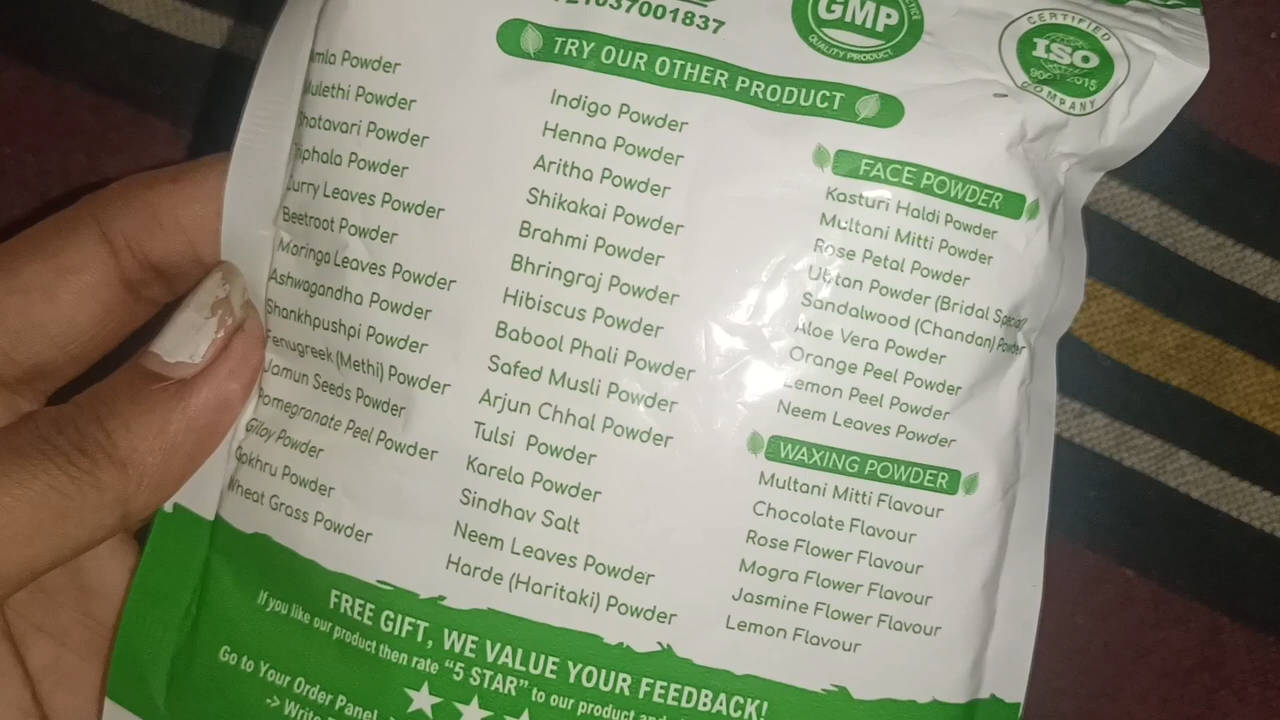 21037001837
GMP
QUALITY PRODUCT
CERTIFIED
ISO
COMPANY
TRY OUR OTHER PRODUCT
Amla Powder
Mulethi Powder
Shatavari Powder
Triphala Powder
Curry Leaves Powder
Beetroot Powder
Moringa Leaves Powder
Ashwagandha Powder
Shankhpushpi Powder
Fenugreek (Methi) Powder
Jamun Seeds Powder
Pomegranate Peel Powder
Giloy Powder
Gokhru Powder
Wheat Grass Powder
Indigo Powder
Henna Powder
Aritha Powder
Shikakai Powder
Brahmi Powder
Bhringraj Powder
Hibiscus Powder
Babool Phali Powder
Safed Musli Powder
Arjun Chhal Powder
Tulsi Powder
Karela Powder
Sindhav Salt
Neem Leaves Powder
Harde (Haritaki) Powder
FACE POWDER
Kasturi Haldi Powder
Multani Mitti Powder
Rose Petal Powder
Ubtan Powder (Bridal Special)
Sandalwood (Chandan) Powder
Aloe Vera Powder
Orange Peel Powder
Lemon Peel Powder
Neem Leaves Powder
WAXING POWDER
Multani Mitti Flavour
Chocolate Flavour
Rose Flower Flavour
Mogra Flower Flavour
Jasmine Flower Flavour
Lemon Flavour
FREE GIFT, WE VALUE YOUR FEEDBACK!
If you like our product then rate "5 STAR" to our product and
Go to Your Order Panel
-> Write